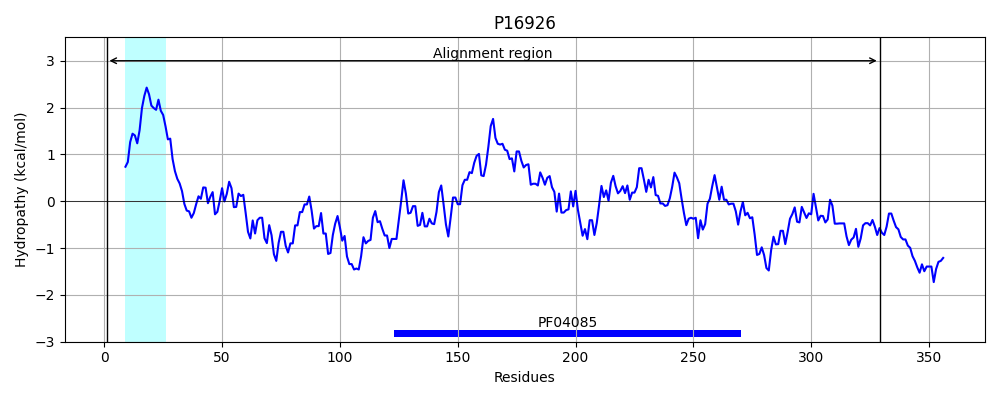 P16926
Alignment region
PF04085
3
2
1
0
−1
−2
−3
0 50 100 150 200 250 300 350
Residues
Hydropathy (kcal/mol)